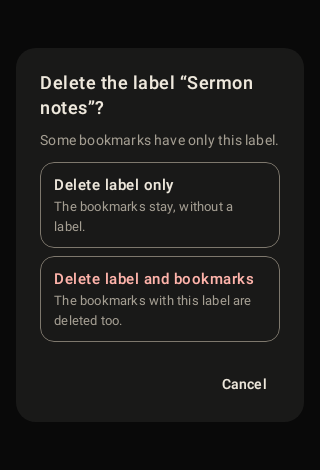 Delete the label “Sermon
notes”?
Some bookmarks have only this label.
Delete label only
The bookmarks stay, without a
label.
Delete label and bookmarks
The bookmarks with this label are
deleted too.
Cancel